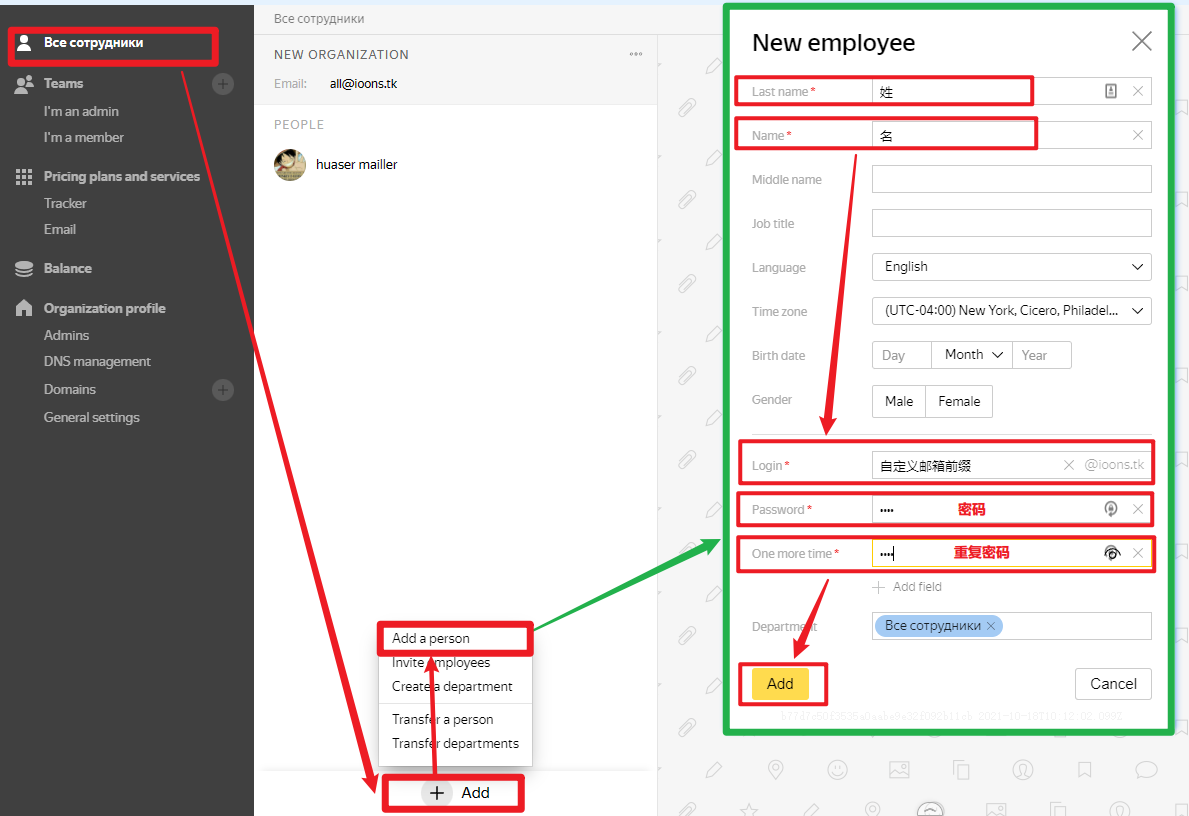 Все сотрудники
Teams
I'm an admin
I'm a member
Pricing plans and services
Tracker
Email
Balance
Organization profile
Admins
DNS management
Domains
General settings
Все сотрудники
NEW ORGANIZATION
Email: all@ioons.tk
PEOPLE
huaser mailler
Add a person
Invite employees
Create a department
Transfer a person
Transfer departments
Add
New employee
Last name* 姓
Name* 名
Middle name
Job title
Language English
Time zone (UTC-04:00) New York, Cicero, Philadel...
Birth date Day Month Year
Gender Male Female
Login* 自定义邮箱前缀 @ioons.tk
Password* •••• 密码
One more time* •••• 重复密码
Add field
Department Все сотрудники
Add Cancel